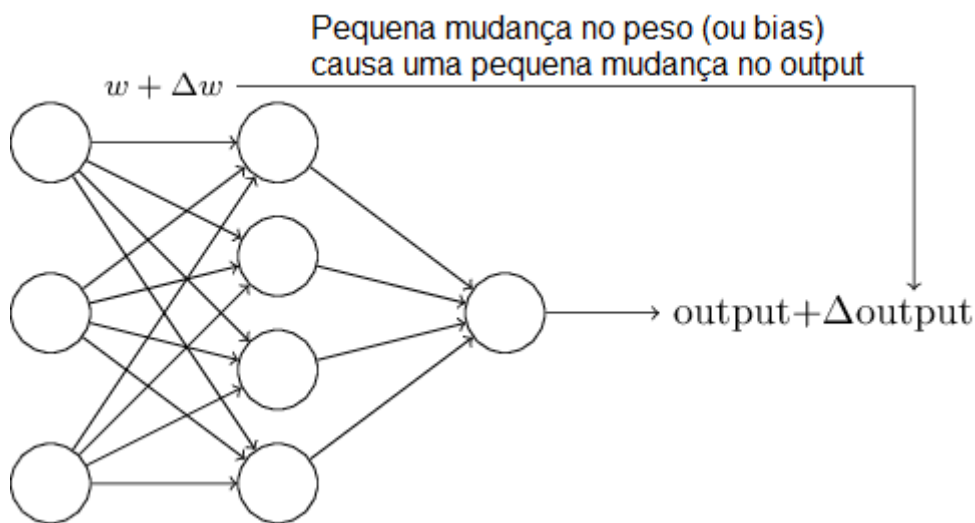 Pequena mudança no peso (ou bias)
causa uma pequena mudança no output
w + Δw
output+Δoutput